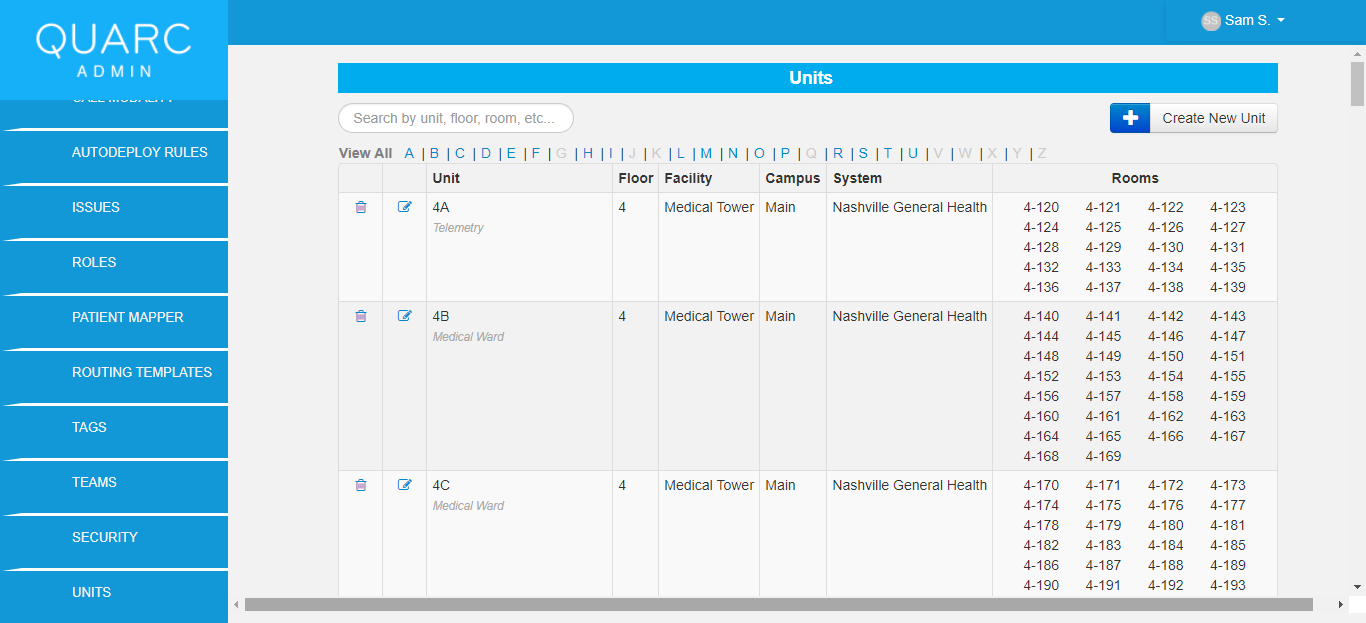 QUARC
ADMIN
SS Sam S.
CALL MODALITY
AUTODEPLOY RULES
ISSUES
ROLES
PATIENT MAPPER
ROUTING TEMPLATES
TAGS
TEAMS
SECURITY
UNITS
Units
Search by unit, floor, room, etc...
Create New Unit
View All A | B | C | D | E | F | G | H | I | J | K | L | M | N | O | P | Q | R | S | T | U | V | W | X | Y | Z
Unit Floor Facility Campus System Rooms
4A 4 Medical Tower Main Nashville General Health 4-120 4-121 4-122 4-123
Telemetry 4-124 4-125 4-126 4-127
4-128 4-129 4-130 4-131
4-132 4-133 4-134 4-135
4-136 4-137 4-138 4-139
4B 4 Medical Tower Main Nashville General Health 4-140 4-141 4-142 4-143
Medical Ward 4-144 4-145 4-146 4-147
4-148 4-149 4-150 4-151
4-152 4-153 4-154 4-155
4-156 4-157 4-158 4-159
4-160 4-161 4-162 4-163
4-164 4-165 4-166 4-167
4-168 4-169
4C 4 Medical Tower Main Nashville General Health 4-170 4-171 4-172 4-173
Medical Ward 4-174 4-175 4-176 4-177
4-178 4-179 4-180 4-181
4-182 4-183 4-184 4-185
4-186 4-187 4-188 4-189
4-190 4-191 4-192 4-193